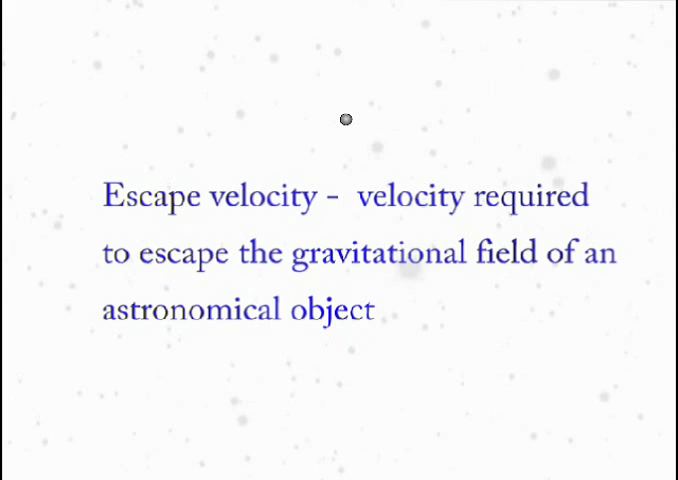 Escape velocity - velocity required
to escape the gravitational field of an
astronomical object